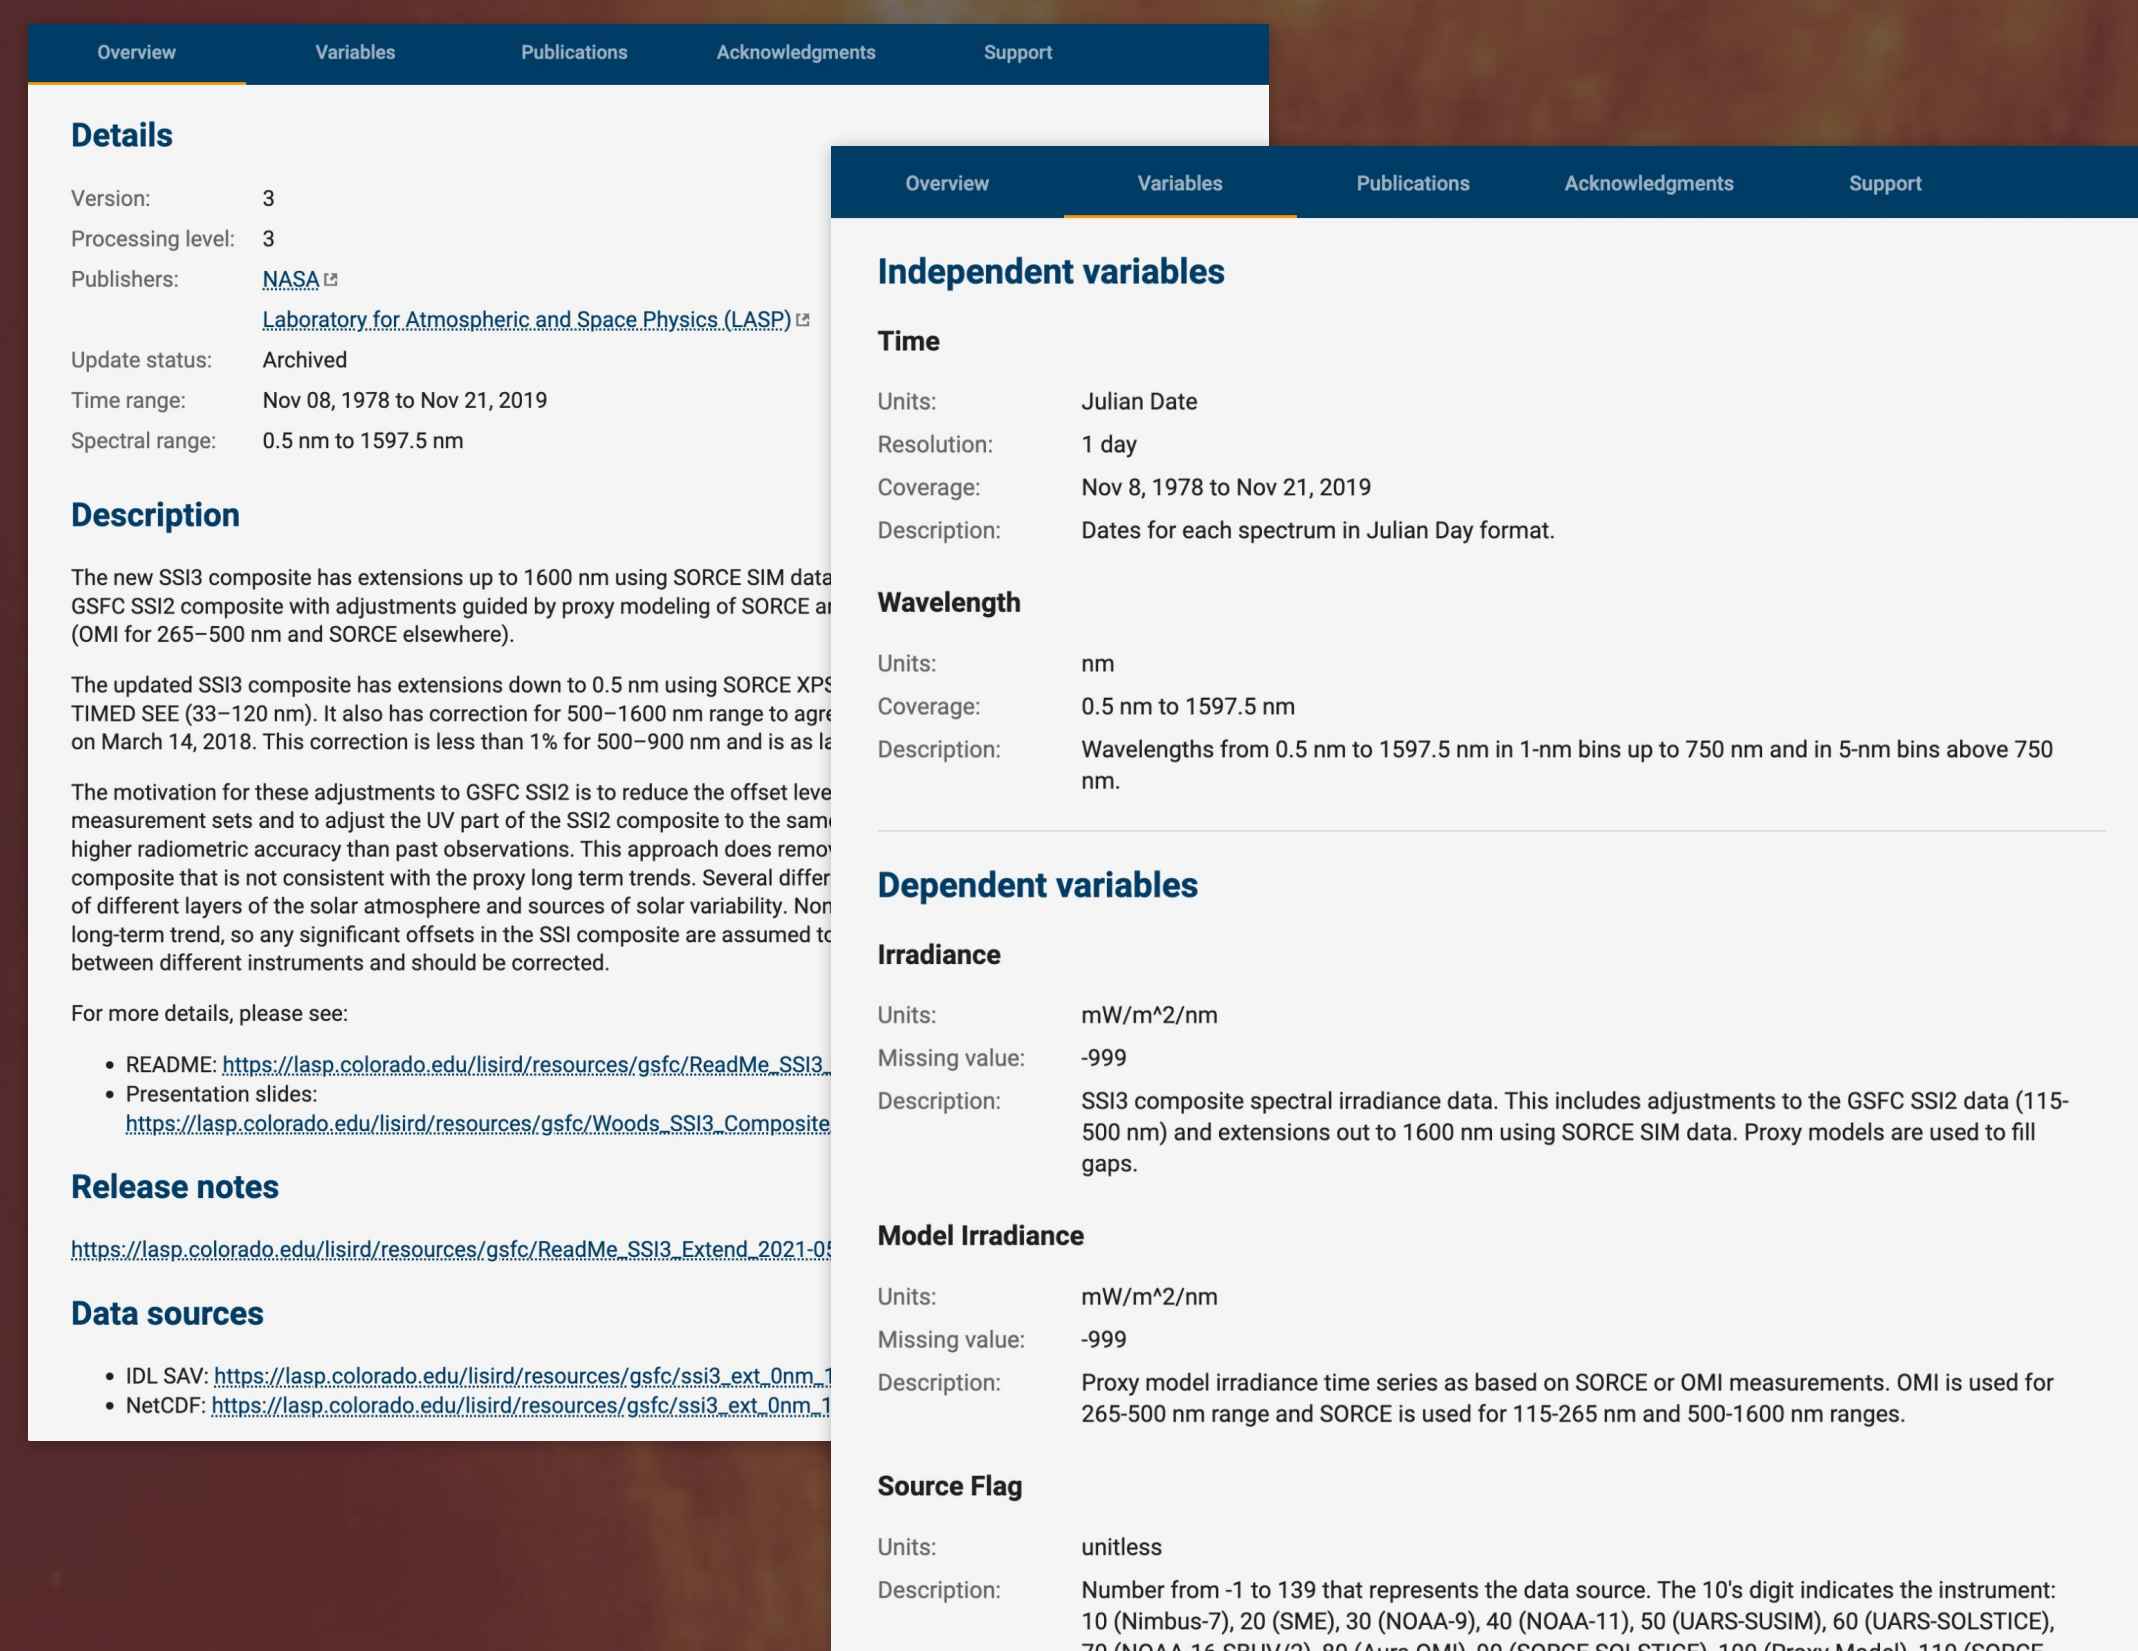 Overview Variables Publications Acknowledgments Support
Details
Version: 3
Processing level: 3
Publishers: NASA
Laboratory for Atmospheric and Space Physics (LASP)
Update status: Archived
Time range: Nov 08, 1978 to Nov 21, 2019
Spectral range: 0.5 nm to 1597.5 nm
Description
The new SSI3 composite has extensions up to 1600 nm using SORCE SIM data
GSFC SSI2 composite with adjustments guided by proxy modeling of SORCE
(OMI for 265–500 nm and SORCE elsewhere).
The updated SSI3 composite has extensions down to 0.5 nm using SORCE XPS
TIMED SEE (33–120 nm). It also has correction for 500–1600 nm range to
on March 14, 2018. This correction is less than 1% for 500–900 nm and is as
The motivation for these adjustments to GSFC SSI2 is to reduce the offset
measurement sets and to adjust the UV part of the SSI2 composite to the
higher radiometric accuracy than past observations. This approach does
composite that is not consistent with the proxy long term trends. Several
of different layers of the solar atmosphere and sources of solar variability.
long-term trend, so any significant offsets in the SSI composite are assumed
between different instruments and should be corrected.
For more details, please see:
• README: https://lasp.colorado.edu/lisird/resources/gsfc/ReadMe_SSI3_
• Presentation slides:
https://lasp.colorado.edu/lisird/resources/gsfc/Woods_SSI3_Composite
Release notes
https://lasp.colorado.edu/lisird/resources/gsfc/ReadMe_SSI3_Extend_2021-05
Data sources
• IDL SAV: https://lasp.colorado.edu/lisird/resources/gsfc/ssi3_ext_0nm_1
• NetCDF: https://lasp.colorado.edu/lisird/resources/gsfc/ssi3_ext_0nm_1
Overview Variables Publications Acknowledgments Support
Independent variables
Time
Units: Julian Date
Resolution: 1 day
Coverage: Nov 8, 1978 to Nov 21, 2019
Description: Dates for each spectrum in Julian Day format.
Wavelength
Units: nm
Coverage: 0.5 nm to 1597.5 nm
Description: Wavelengths from 0.5 nm to 1597.5 nm in 1-nm bins up to 750 nm and in 5-nm bins above 750
nm.
Dependent variables
Irradiance
Units: mW/m^2/nm
Missing value: -999
Description: SSI3 composite spectral irradiance data. This includes adjustments to the GSFC SSI2 data (115-
500 nm) and extensions out to 1600 nm using SORCE SIM data. Proxy models are used to fill
gaps.
Model Irradiance
Units: mW/m^2/nm
Missing value: -999
Description: Proxy model irradiance time series as based on SORCE or OMI measurements. OMI is used for
265-500 nm range and SORCE is used for 115-265 nm and 500-1600 nm ranges.
Source Flag
Units: unitless
Description: Number from -1 to 139 that represents the data source. The 10's digit indicates the instrument:
10 (Nimbus-7), 20 (SME), 30 (NOAA-9), 40 (NOAA-11), 50 (UARS-SUSIM), 60 (UARS-SOLSTICE),
70 (NOAA-16 SBUV/2), 80 (Aura-OMI), 90 (SORCE-SOLSTICE), 100 (Proxy Model), 110 (SORCE